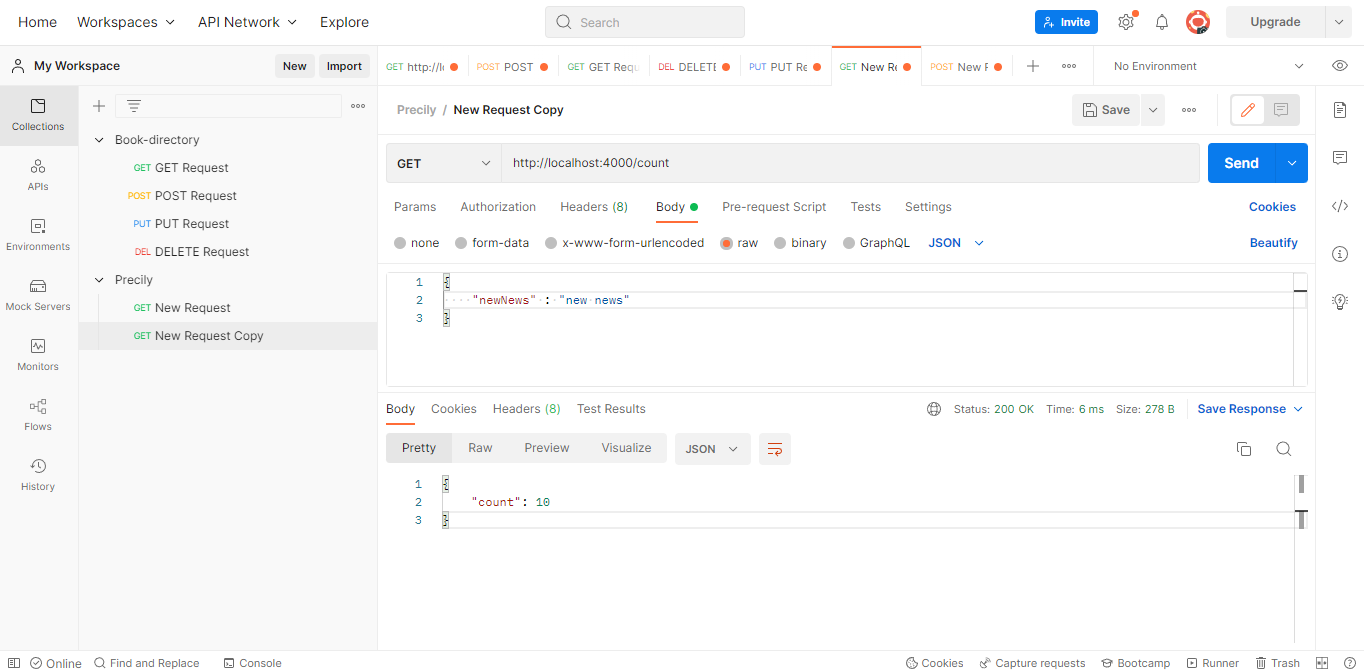 Home Workspaces API Network Explore Search Invite Upgrade
My Workspace New Import GET http://l POST POST GET GET Req DEL DELETE PUT PUT Re GET New Re POST New F No Environment
Precily / New Request Copy Save
Collections
APIs
Environments
Mock Servers
Monitors
Flows
History
Book-directory
GET GET Request
POST POST Request
PUT PUT Request
DEL DELETE Request
Precily
GET New Request
GET New Request Copy
GET http://localhost:4000/count Send
Params Authorization Headers (8) Body Pre-request Script Tests Settings Cookies
none form-data x-www-form-urlencoded raw binary GraphQL JSON Beautify
1 {
2 "newNews" : "new news"
3 }
Body Cookies Headers (8) Test Results Status: 200 OK Time: 6 ms Size: 278 B Save Response
Pretty Raw Preview Visualize JSON
1 {
2 "count": 10
3 }
Online Find and Replace Console Cookies Capture requests Bootcamp Runner Trash